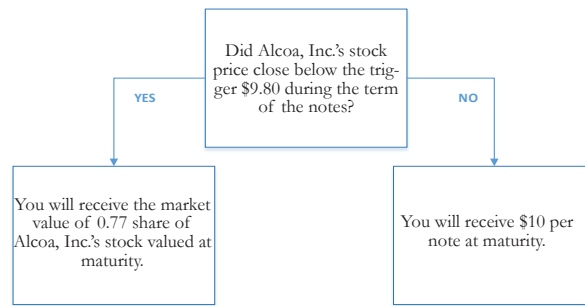 Did Alcoa, Inc.'s stock
price close below the trig-
ger $9.80 during the term
of the notes?
YES
NO
You will receive the market
value of 0.77 share of
Alcoa, Inc.'s stock valued at
maturity.
You will receive $10 per
note at maturity.